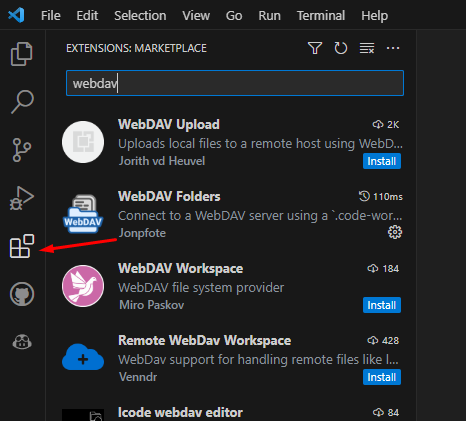 File Edit Selection View Go Run Terminal Help
EXTENSIONS: MARKETPLACE
webdav
WebDAV Upload 2K
Uploads local files to a remote host using WebD...
Jorith vd Heuvel Install
WebDAV Folders 110ms
WebDAV
Connect to a WebDAV server using a `.code-wor...
Jonpfote
WebDAV Workspace 184
WebDAV file system provider
Miro Paskov Install
Remote WebDav Workspace 428
WebDav support for handling remote files like l...
Venndr Install
Icode webdav editor 84